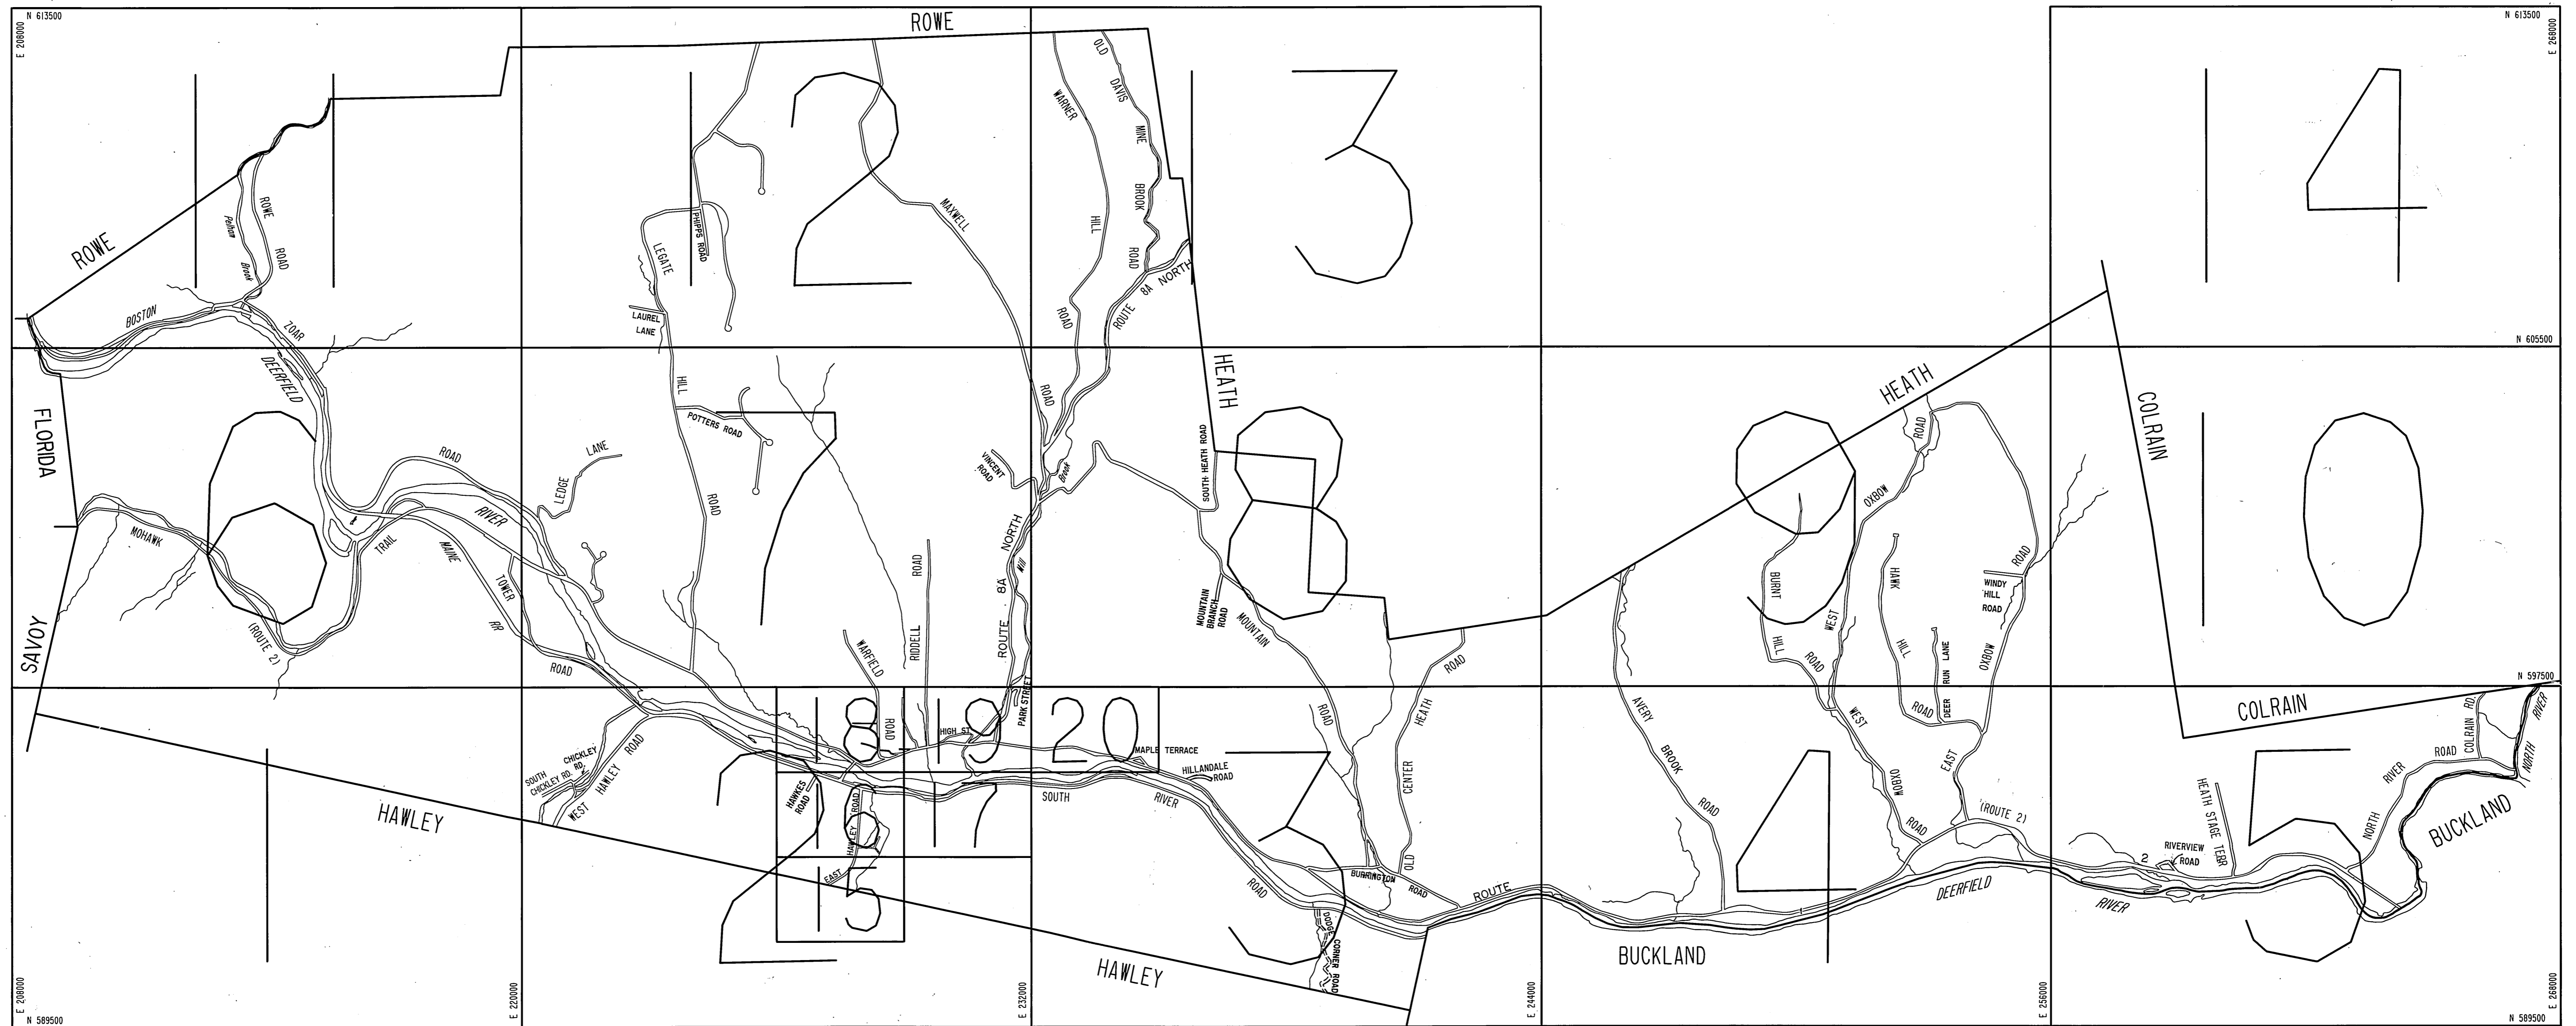 N 613500
E 208000
ROWE
N 613500
E 268000
11
12
13
14
OLD
DAVIS
MINE
BROOK
ROAD
WARNER
HILL
ROAD
MAXWELL
ROAD
ROWE
ROAD
Pelham
Brook
ROWE
PHIPPS ROAD
LEGATE
HILL
ROAD
LAUREL
LANE
ROUTE 8A NORTH
BOSTON
ZOAR
DEERFIELD
N 605500
HEATH
HEATH
COLRAIN
FLORIDA
6
7
8
9
10
POTTERS ROAD
LEDGE LANE
ROAD
RIVER
VINCENT
ROAD
Brook
SOUTH HEATH ROAD
ROAD
OXBOW
MOHAWK
TRAIL
MAINE
RR
TOWER
ROAD
(ROUTE 2)
SAVOY
ROUTE 8A NORTH
Mill
WARFIELD
ROAD
RIDDELL
ROAD
MOUNTAIN
BRANCH
ROAD
MOUNTAIN
ROAD
BURNT
HILL
ROAD
WEST
HAWK
HILL
ROAD
WINDY
HILL
ROAD
ROAD
OXBOW
DEER RUN LANE
N 597500
PARK STREET
18
19
20
HIGH ST.
MAPLE TERRACE
HILLANDALE
ROAD
HEATH
ROAD
CENTER
OLD
AVERY
BROOK
ROAD
WEST
OXBOW
ROAD
EAST
COLRAIN
COLRAIN RD.
RIVER
NORTH
NORTH
RIVER
ROAD
SOUTH
CHICKLEY RD.
CHICKLEY
RD.
WEST
HAWLEY
ROAD
HAWKES
ROAD
16
17
15
EAST
HAWLEY
ROAD
SOUTH
RIVER
ROAD
1
2
3
4
5
HAWLEY
BURRINGTON
ROAD
ROUTE
2
(ROUTE 2)
HEATH STAGE TERR
RIVERVIEW
ROAD
DEERFIELD
RIVER
BUCKLAND
DODGE
CORNER ROAD
HAWLEY
BUCKLAND
E 208000
N 589500
E 220000
E 232000
E 244000
E 256000
E 268000
N 589500